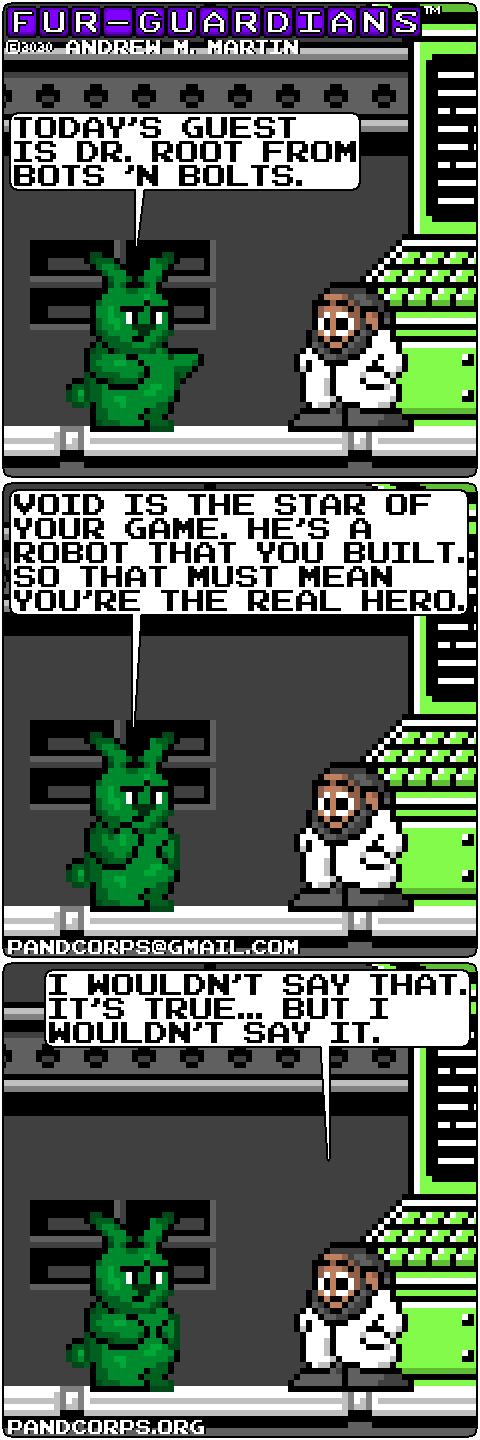 FUR-GUARDIANS™
©3030 ANDREW M. MARTIN
TODAY'S GUEST
IS DR. ROOT FROM
BOTS 'N BOLTS.
VOID IS THE STAR OF
YOUR GAME. HE'S A
ROBOT THAT YOU BUILT.
SO THAT MUST MEAN
YOU'RE THE REAL HERO.
PANDCORPS@GMAIL.COM
I WOULDN'T SAY THAT.
IT'S TRUE... BUT I
WOULDN'T SAY IT.
PANDCORPS.ORG